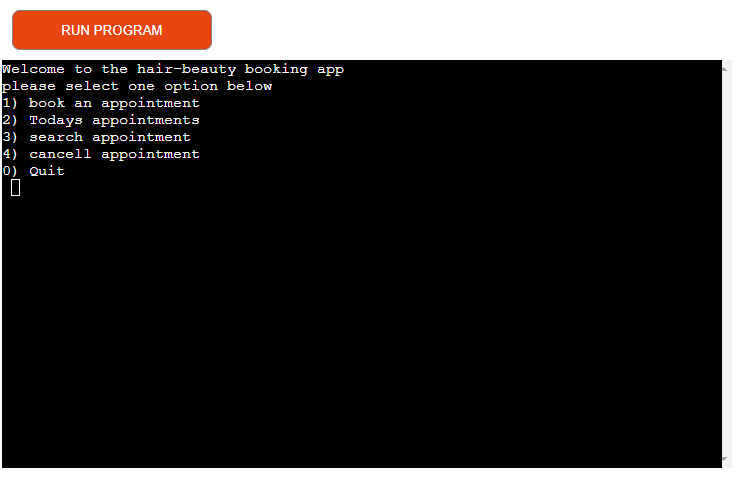 RUN PROGRAM
Welcome to the hair-beauty booking app
please select one option below
1) book an appointment
2) Todays appointments
3) search appointment
4) cancell appointment
0) Quit